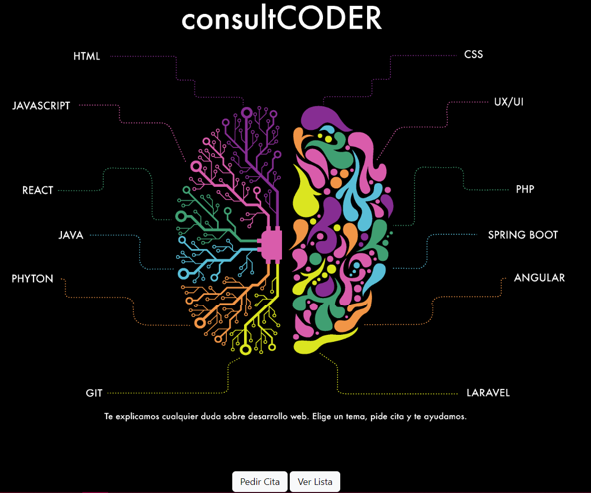 consultCODER
HTML
CSS
JAVASCRIPT
UX/UI
REACT
PHP
JAVA
SPRING BOOT
PHYTON
ANGULAR
GIT
LARAVEL
Te explicamos cualquier duda sobre desarrollo web. Elige un tema, pide cita y te ayudamos.
Pedir Cita
Ver Lista